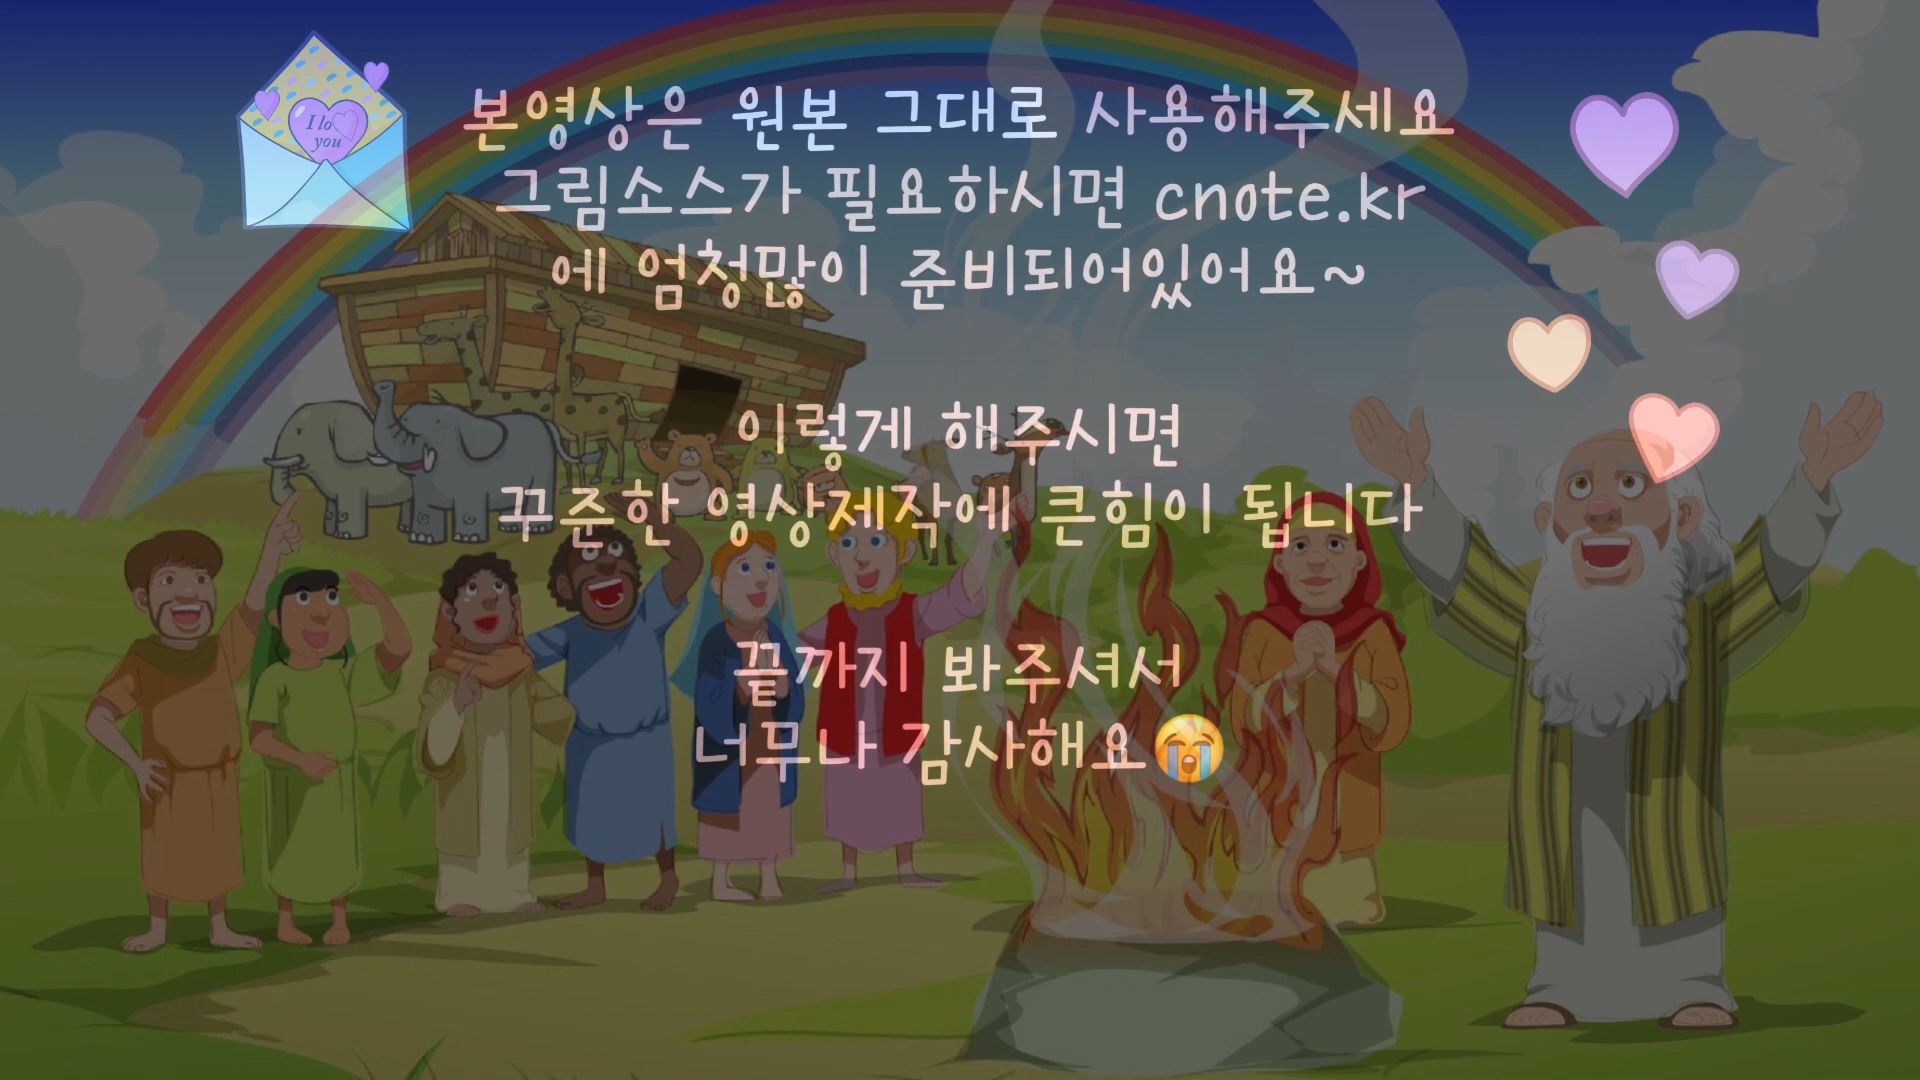 I love
you
본영상은 원본 그대로 사용해주세요
그림소스가 필요하시면 cnote.kr
에 엄청많이 준비되어있어요~
이렇게 해주시면
꾸준한 영상제작에 큰힘이 됩니다
끝까지 봐주셔서
너무나 감사해요😭